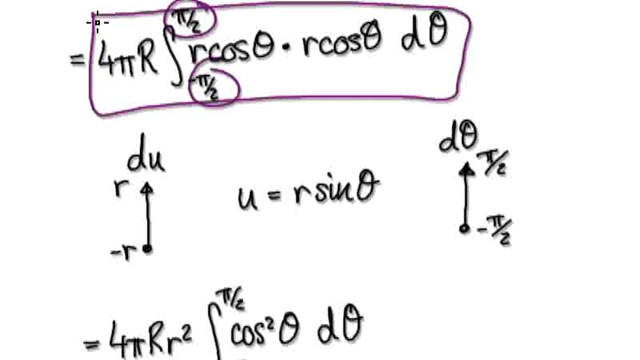 = 4πR ∫_{-π/2}^{π/2} rcosθ · rcosθ dθ
du dθ
r π/2
u = rsinθ
-r -π/2
= 4πRr² ∫^{π/2} cos²θ dθ